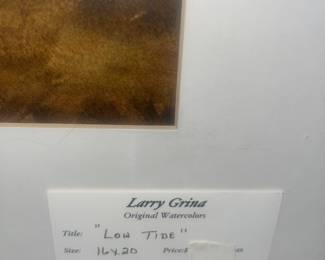 Larry Grina
Original Watercolors
Title: "Low Tide"
Size: 16x20 Price: